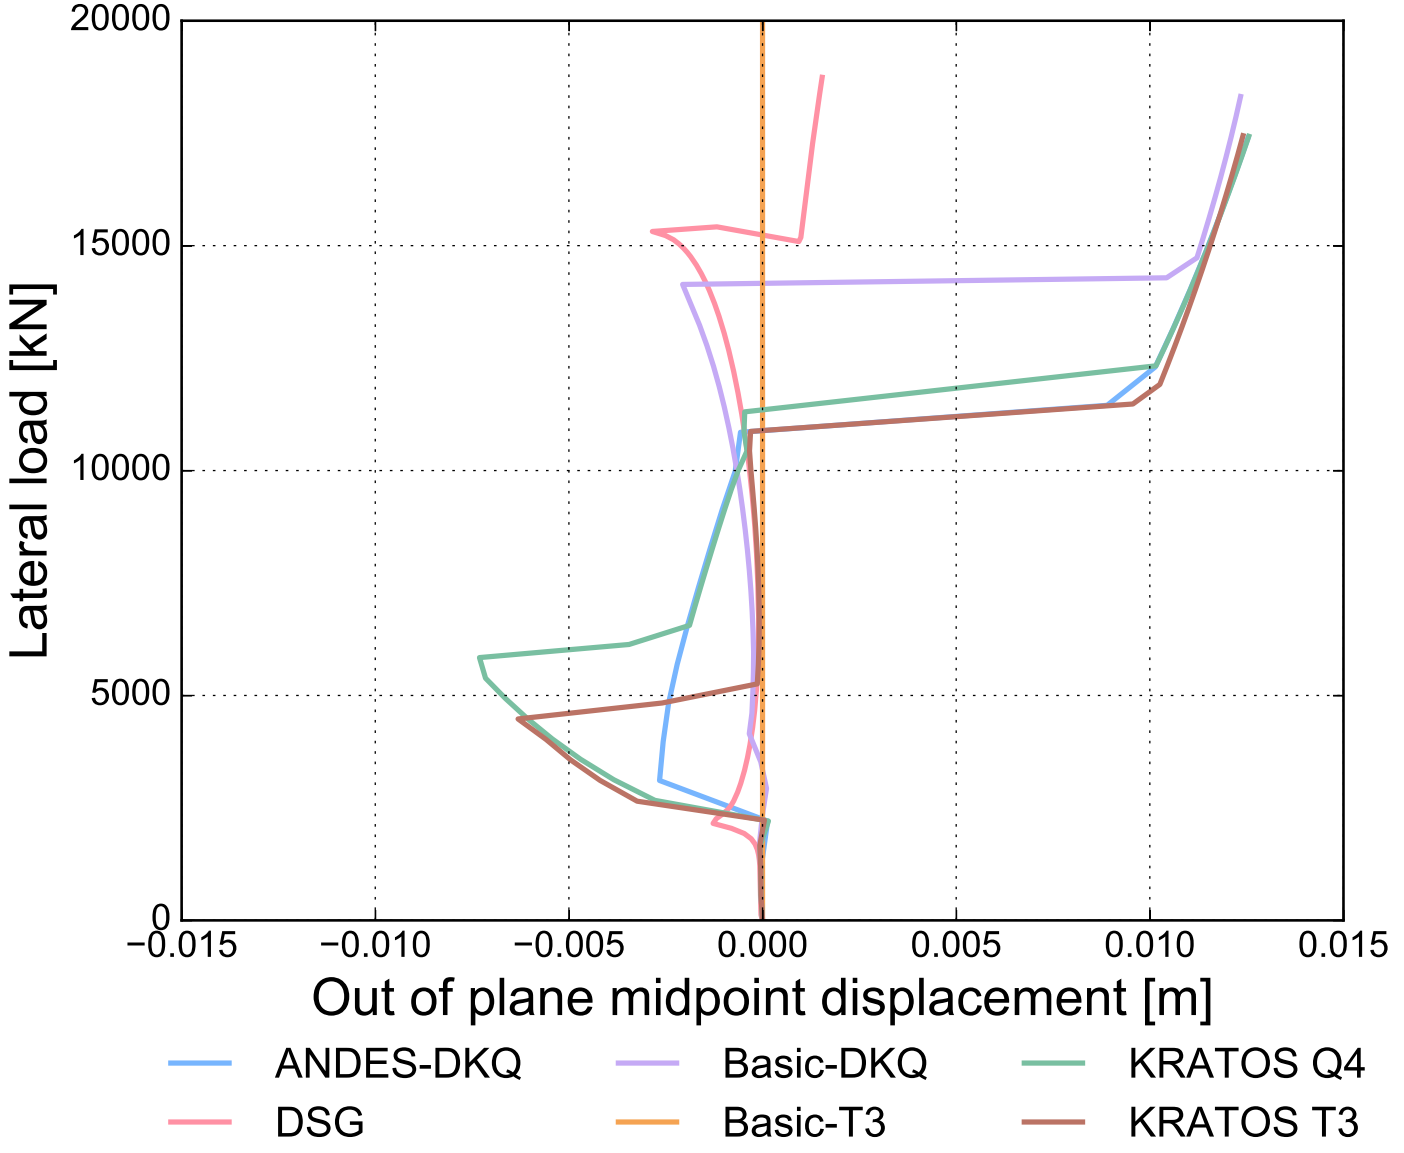 20000
15000
10000
5000
0
Lateral load [kN]
−0.015 −0.010 −0.005 0.000 0.005 0.010 0.015
Out of plane midpoint displacement [m]
ANDES-DKQ Basic-DKQ KRATOS Q4
DSG Basic-T3 KRATOS T3